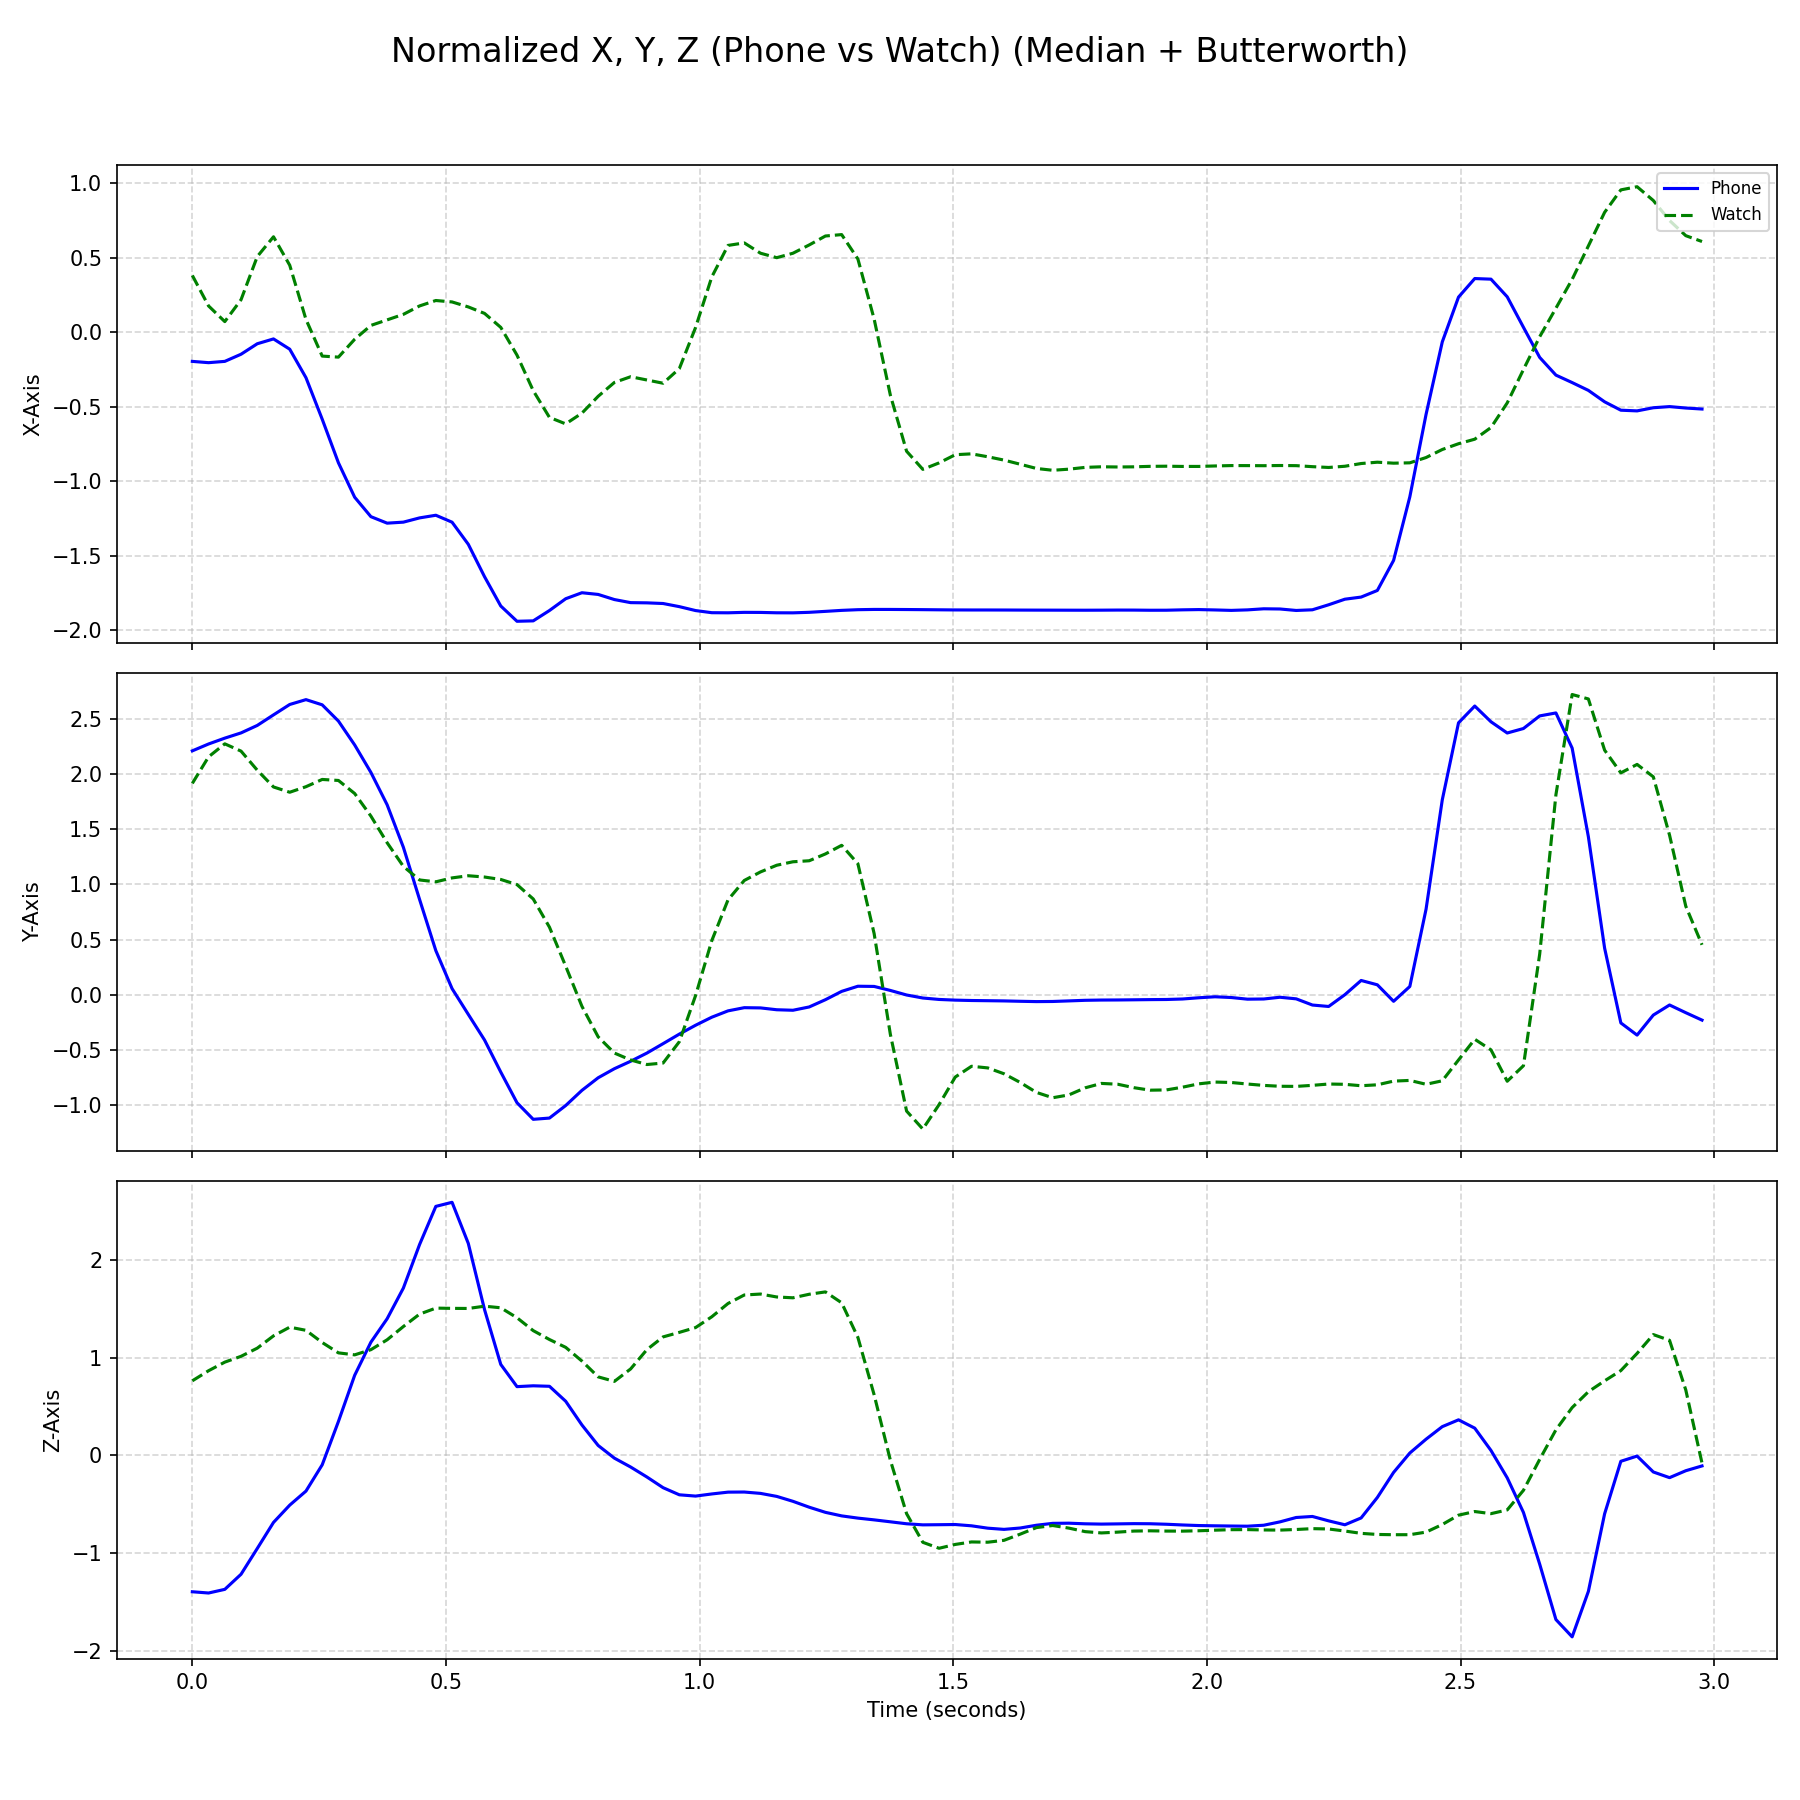 Normalized X, Y, Z (Phone vs Watch) (Median + Butterworth)
Phone
Watch
X-Axis
1.0
0.5
0.0
−0.5
−1.0
−1.5
−2.0
Y-Axis
2.5
2.0
1.5
1.0
0.5
0.0
−0.5
−1.0
Z-Axis
2
1
0
−1
−2
0.0 0.5 1.0 1.5 2.0 2.5 3.0
Time (seconds)